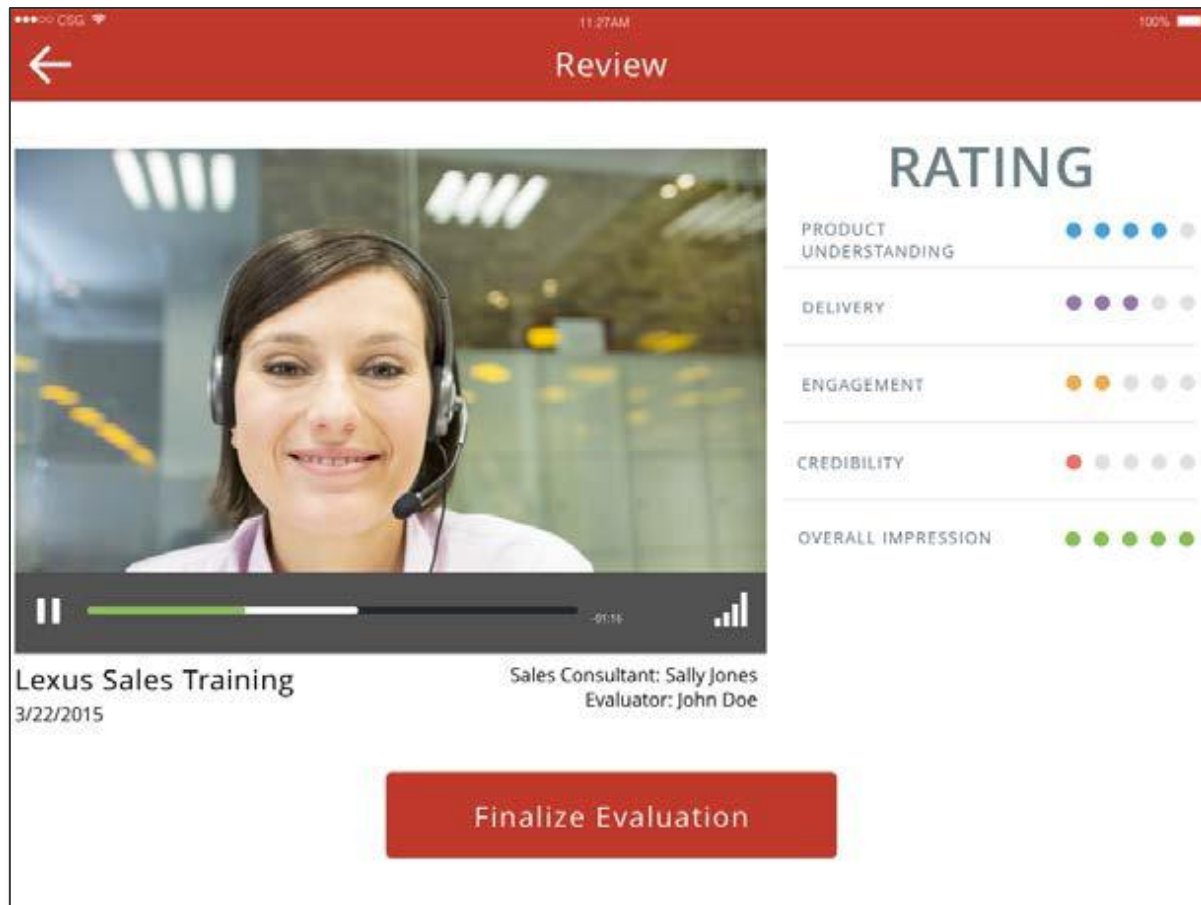 CSG
11:27AM
100%
Review
RATING
PRODUCT
UNDERSTANDING
DELIVERY
ENGAGEMENT
CREDIBILITY
OVERALL IMPRESSION
-01:16
Lexus Sales Training
3/22/2015
Sales Consultant: Sally Jones
Evaluator: John Doe
Finalize Evaluation